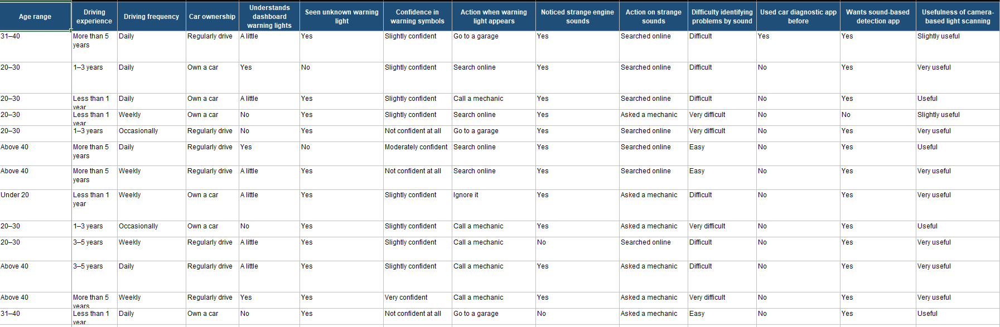 Age range Driving experience Driving frequency Car ownership Understands dashboard warning lights Seen unknown warning light Confidence in warning symbols Action when warning light appears Noticed strange engine sounds Action on strange sounds Difficulty identifying problems by sound Used car diagnostic app before Wants sound-based detection app Usefulness of camera-based light scanning
31–40 More than 5 years Daily Regularly drive A little Yes Slightly confident Go to a garage Yes Searched online Difficult Yes Yes Slightly useful
20–30 1–3 years Daily Own a car Yes No Slightly confident Search online Yes Searched online Difficult No Yes Very useful
20–30 Less than 1 year Daily Own a car A little Yes Slightly confident Call a mechanic Yes Searched online Difficult No Yes Useful
20–30 Less than 1 year Weekly Own a car No Yes Slightly confident Search online Yes Asked a mechanic Very difficult No No Slightly useful
20–30 1–3 years Occasionally Regularly drive No Yes Not confident at all Go to a garage Yes Searched online Very difficult No Yes Very useful
Above 40 More than 5 years Daily Regularly drive Yes No Moderately confident Search online Yes Searched online Easy No Yes Useful
Above 40 More than 5 years Weekly Regularly drive A little Yes Not confident at all Search online Yes Searched online Easy No Yes Very useful
Under 20 Less than 1 year Weekly Own a car A little Yes Slightly confident Ignore it Yes Asked a mechanic Difficult No Yes Very useful
20–30 1–3 years Occasionally Own a car No Yes Slightly confident Call a mechanic Yes Asked a mechanic Very difficult No Yes Useful
20–30 3–5 years Weekly Regularly drive A little Yes Slightly confident Call a mechanic No Searched online Difficult No Yes Very useful
Above 40 3–5 years Daily Regularly drive A little Yes Slightly confident Call a mechanic Yes Asked a mechanic Difficult No Yes Very useful
Above 40 More than 5 years Weekly Regularly drive Yes Yes Very confident Call a mechanic Yes Asked a mechanic Very difficult No Yes Very useful
31–40 Less than 1 year Daily Own a car No Yes Not confident at all Go to a garage No Asked a mechanic Easy No Yes Useful